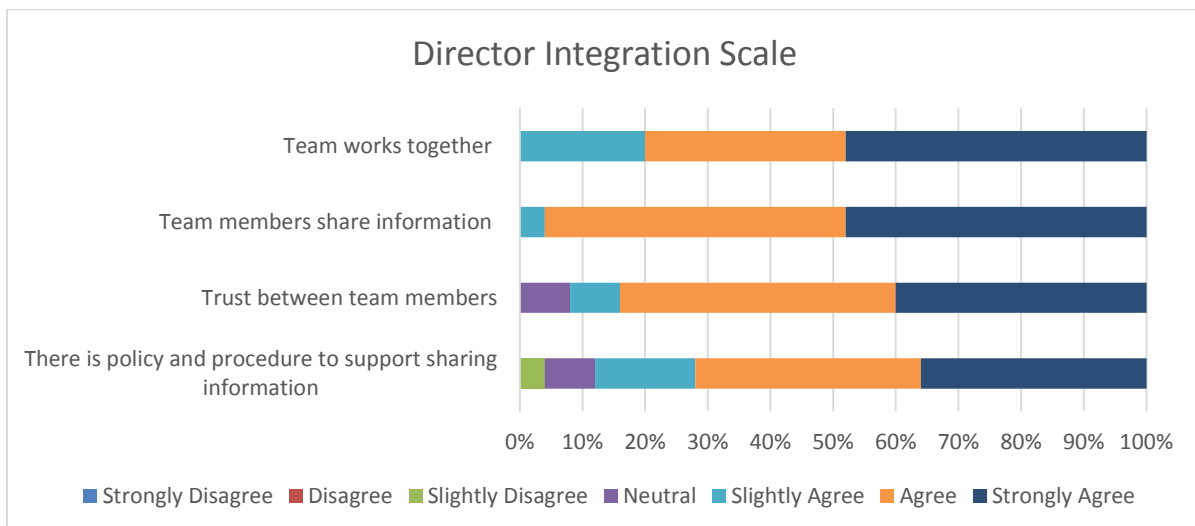 Director Integration Scale
Team works together
Team members share information
Trust between team members
There is policy and procedure to support sharing
information
0% 10% 20% 30% 40% 50% 60% 70% 80% 90% 100%
Strongly Disagree Disagree Slightly Disagree Neutral Slightly Agree Agree Strongly Agree